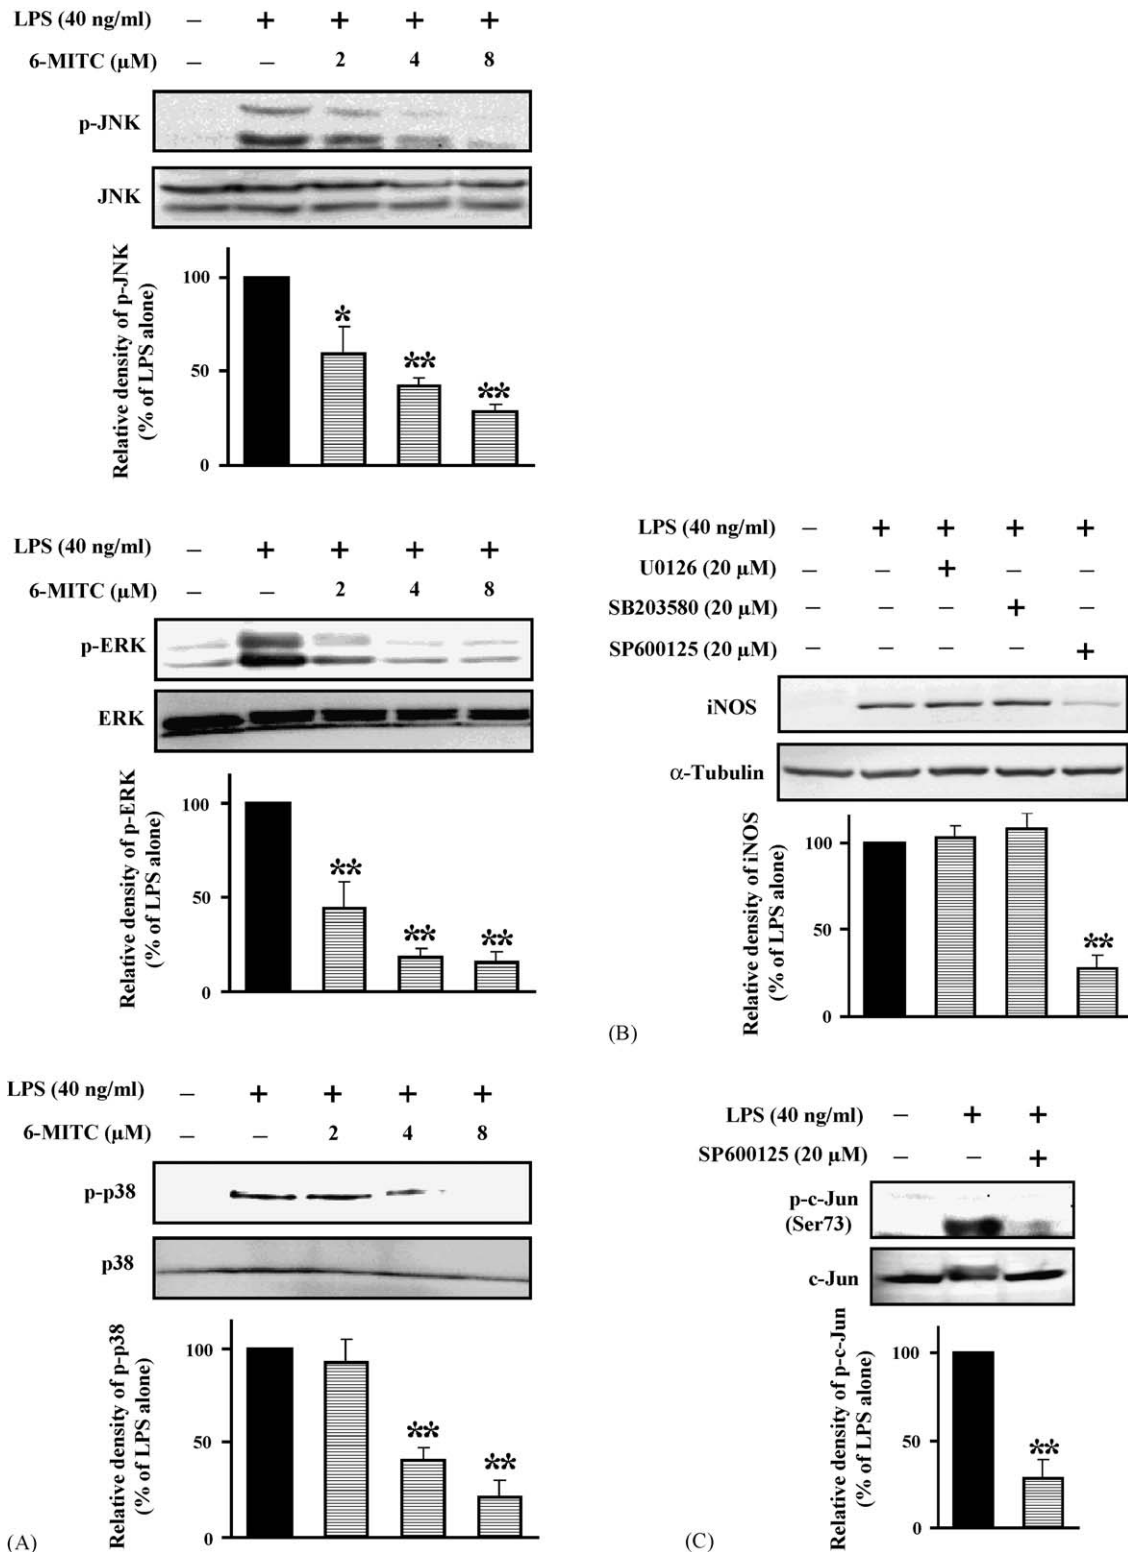 LPS (40 ng/ml) – + + + +
6-MITC (μM) – – 2 4 8
p-JNK
JNK
Relative density of p-JNK
(% of LPS alone)
100
50
0
*
**
**
LPS (40 ng/ml) – + + + +
6-MITC (μM) – – 2 4 8
p-ERK
ERK
Relative density of p-ERK
(% of LPS alone)
100
50
0
**
**
**
LPS (40 ng/ml) – + + + +
6-MITC (μM) – – 2 4 8
p-p38
p38
Relative density of p-p38
(% of LPS alone)
100
50
0
**
**
(A)
LPS (40 ng/ml) – + + + +
U0126 (20 μM) – – + – –
SB203580 (20 μM) – – – + –
SP600125 (20 μM) – – – – +
iNOS
α-Tubulin
Relative density of iNOS
(% of LPS alone)
100
50
0
**
(B)
LPS (40 ng/ml) – + +
SP600125 (20 μM) – – +
p-c-Jun
(Ser73)
c-Jun
Relative density of p-c-Jun
(% of LPS alone)
100
50
0
**
(C)